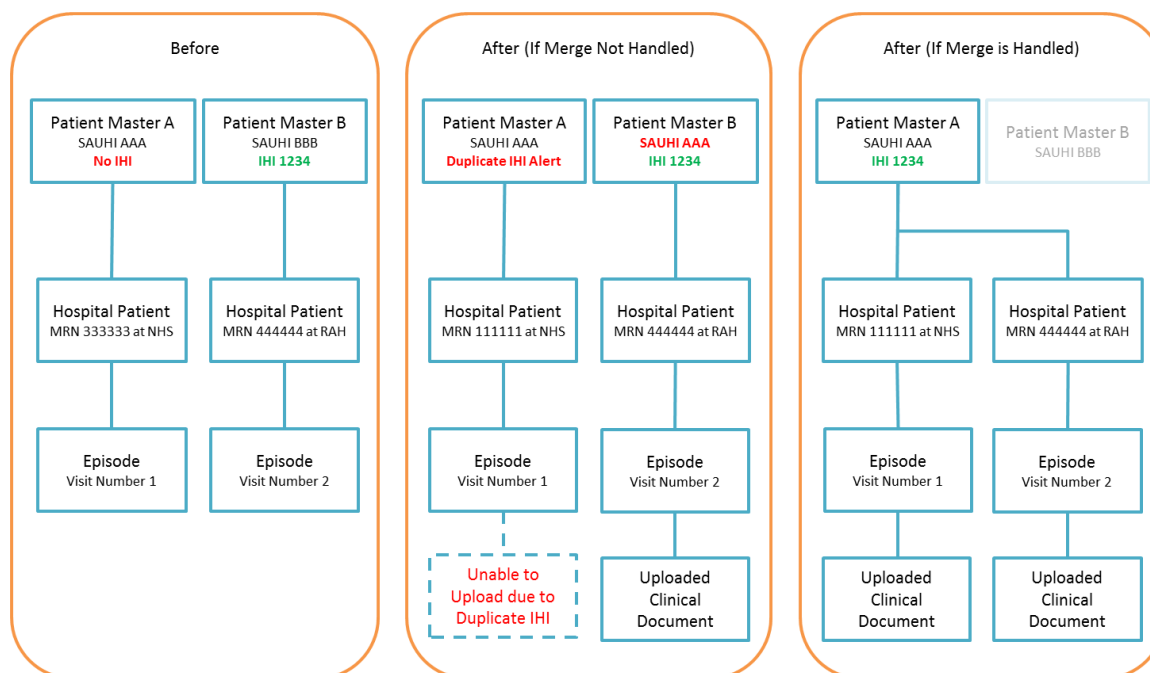 Before
Patient Master A
SAUHI AAA
No IHI
Patient Master B
SAUHI BBB
IHI 1234
Hospital Patient
MRN 333333 at NHS
Hospital Patient
MRN 444444 at RAH
Episode
Visit Number 1
Episode
Visit Number 2
After (If Merge Not Handled)
Patient Master A
SAUHI AAA
Duplicate IHI Alert
Patient Master B
SAUHI AAA
IHI 1234
Hospital Patient
MRN 111111 at NHS
Hospital Patient
MRN 444444 at RAH
Episode
Visit Number 1
Episode
Visit Number 2
Unable to
Upload due to
Duplicate IHI
Uploaded
Clinical
Document
After (If Merge is Handled)
Patient Master A
SAUHI AAA
IHI 1234
Patient Master B
SAUHI BBB
Hospital Patient
MRN 111111 at NHS
Hospital Patient
MRN 444444 at RAH
Episode
Visit Number 1
Episode
Visit Number 2
Uploaded
Clinical
Document
Uploaded
Clinical
Document